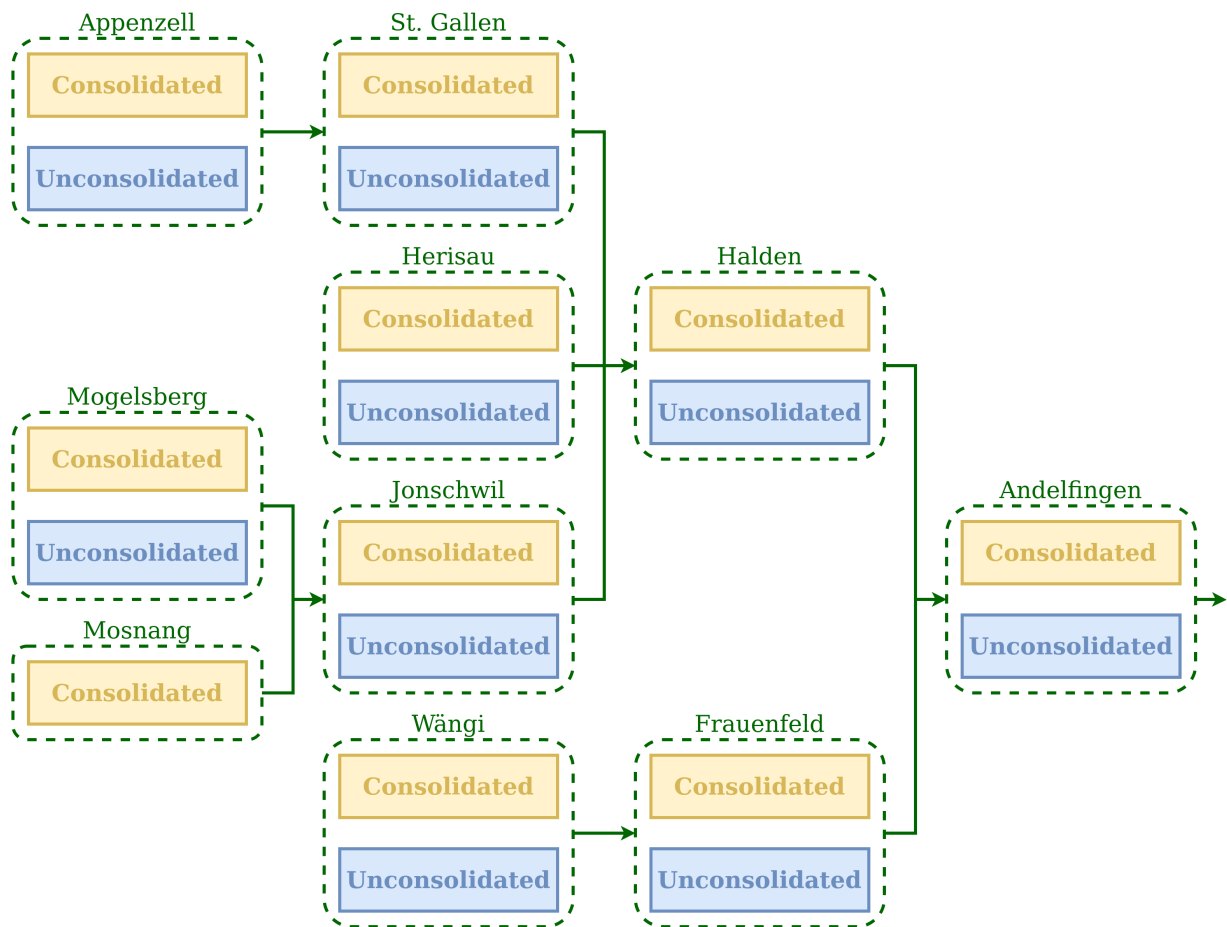 Appenzell
Consolidated
Unconsolidated
St. Gallen
Consolidated
Unconsolidated
Herisau
Consolidated
Unconsolidated
Halden
Consolidated
Unconsolidated
Mogelsberg
Consolidated
Unconsolidated
Jonschwil
Consolidated
Unconsolidated
Andelfingen
Consolidated
Unconsolidated
Mosnang
Consolidated
Wängi
Consolidated
Unconsolidated
Frauenfeld
Consolidated
Unconsolidated